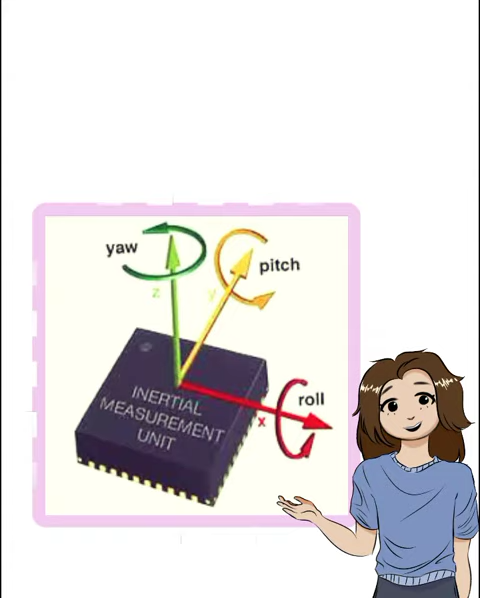 yaw
pitch
z
y
roll
x
INERTIAL
MEASUREMENT
UNIT